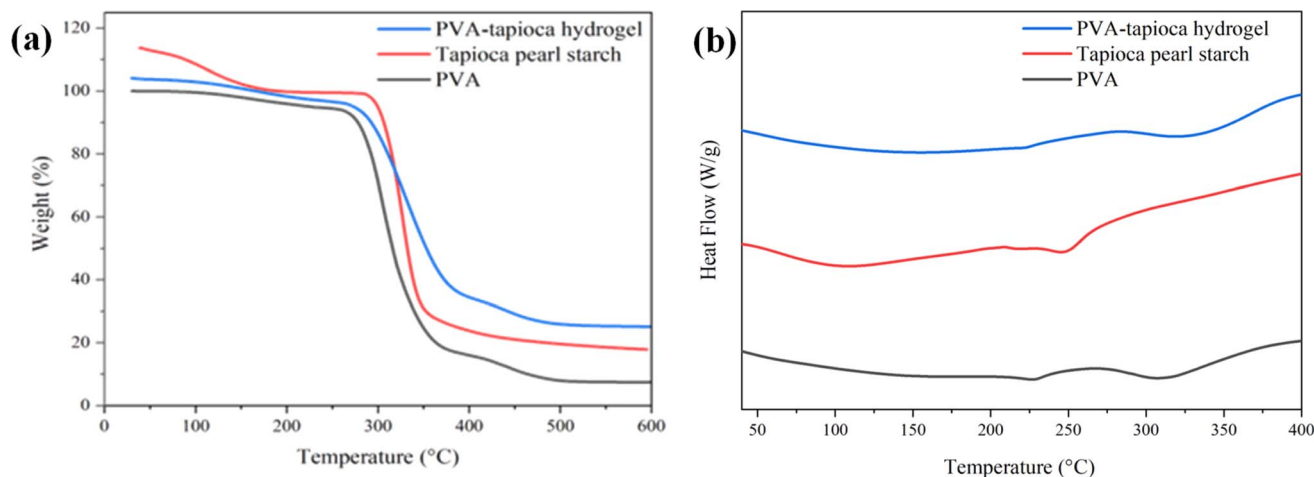 (a)
120
100
80
60
40
20
0
Weight (%)
PVA-tapioca hydrogel
Tapioca pearl starch
PVA
0 100 200 300 400 500 600
Temperature (°C)
(b)
PVA-tapioca hydrogel
Tapioca pearl starch
PVA
Heat Flow (W/g)
50 100 150 200 250 300 350 400
Temperature (°C)